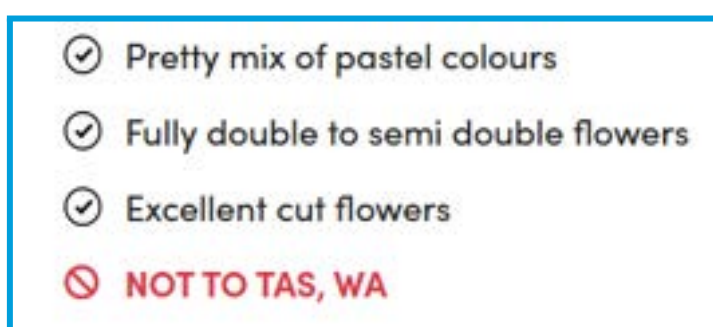 Pretty mix of pastel colours
Fully double to semi double flowers
Excellent cut flowers
NOT TO TAS, WA